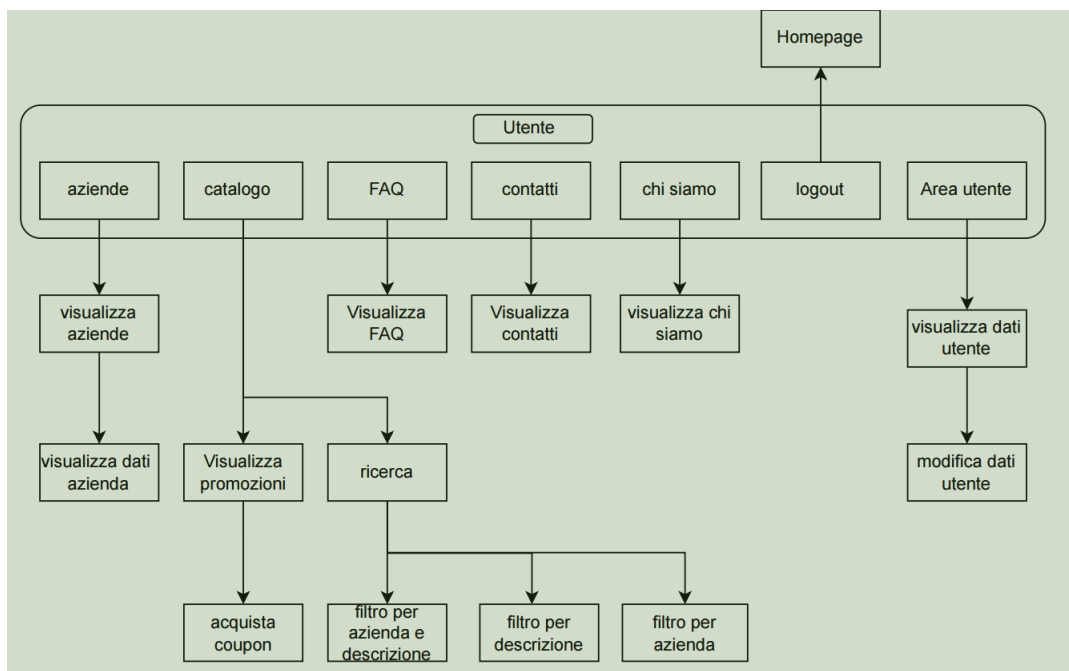 Homepage
Utente
aziende
catalogo
FAQ
contatti
chi siamo
logout
Area utente
visualizza
aziende
Visualizza
FAQ
Visualizza
contatti
visualizza chi
siamo
visualizza dati
utente
visualizza dati
azienda
Visualizza
promozioni
ricerca
modifica dati
utente
acquista
coupon
filtro per
azienda e
descrizione
filtro per
descrizione
filtro per
azienda